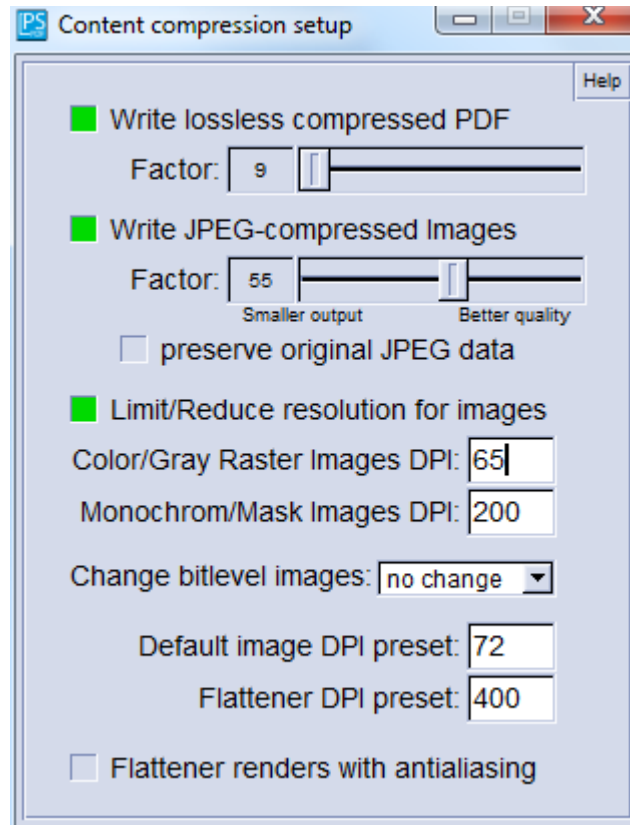 PS Content compression setup
Help
Write lossless compressed PDF
Factor: 9
Write JPEG-compressed Images
Factor: 55
Smaller output Better quality
preserve original JPEG data
Limit/Reduce resolution for images
Color/Gray Raster Images DPI: 65
Monochrom/Mask Images DPI: 200
Change bitlevel images: no change
Default image DPI preset: 72
Flattener DPI preset: 400
Flattener renders with antialiasing